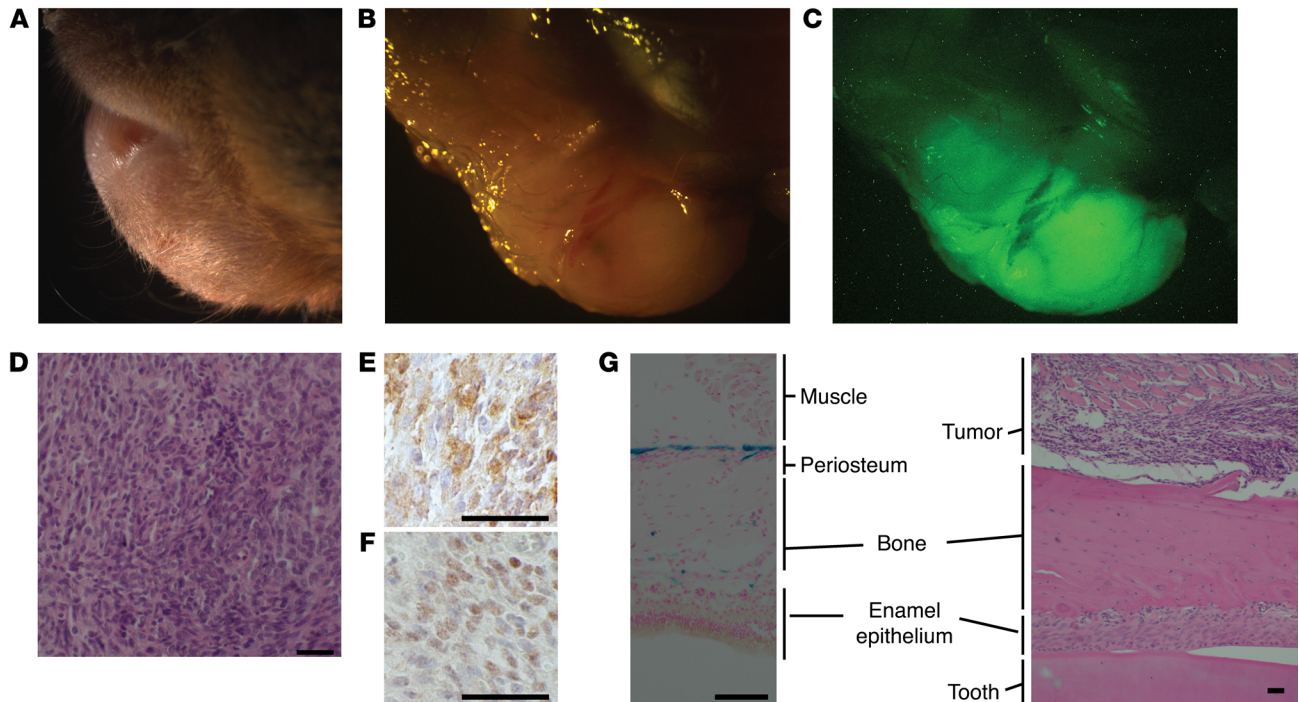 A
B
C
D
E
F
G
Muscle
Periosteum
Bone
Enamel
epithelium
Tumor
Tooth